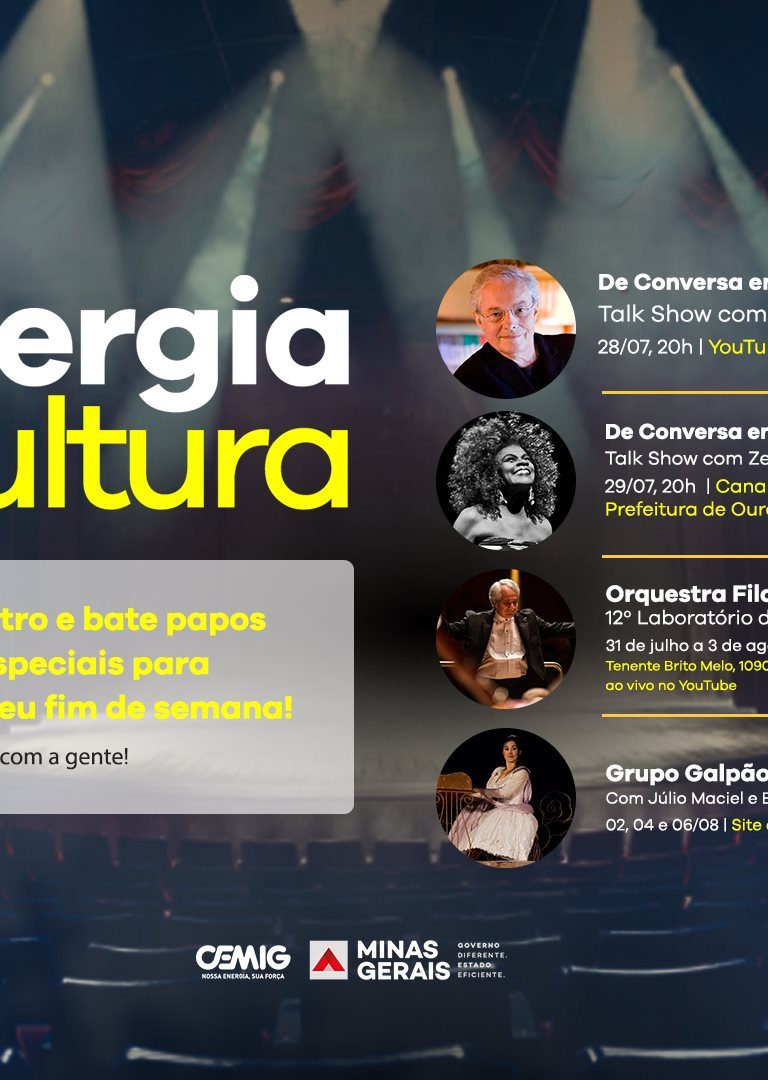 ergia
ultura
tro e bate papos
speciais para
eu fim de semana!
com a gente!
De Conversa em
Talk Show com
28/07, 20h | YouTu
De Conversa em
Talk Show com Ze
29/07, 20h | Cana
Prefeitura de Ouro
Orquestra Filo
12º Laboratório d
31 de julho a 3 de ago
Tenente Brito Melo, 1090
ao vivo no YouTube
Grupo Galpão
Com Júlio Maciel e E
02, 04 e 06/08 | Site
CEMIG
NOSSA ENERGIA, SUA FORÇA
MINAS
GERAIS
GOVERNO
DIFERENTE.
ESTADO
EFICIENTE.